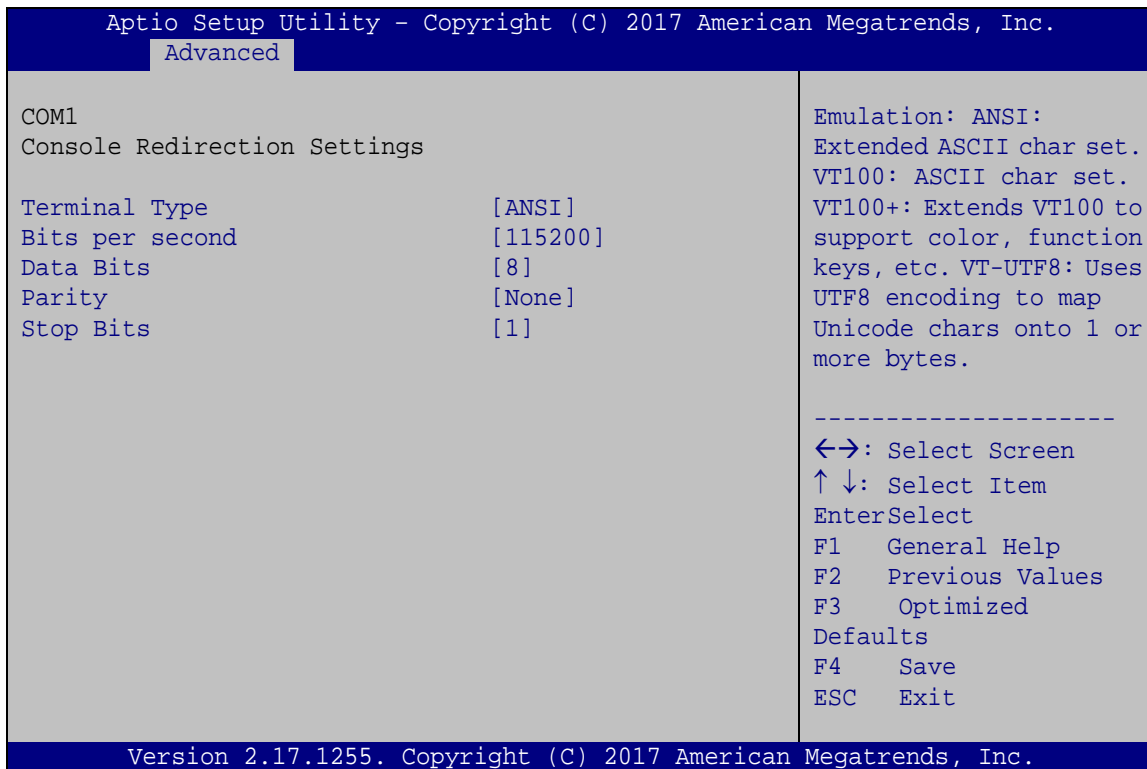 Aptio Setup Utility – Copyright (C) 2017 American Megatrends, Inc.
Advanced
COM1
Console Redirection Settings
Terminal Type [ANSI]
Bits per second [115200]
Data Bits [8]
Parity [None]
Stop Bits [1]
Emulation: ANSI:
Extended ASCII char set.
VT100: ASCII char set.
VT100+: Extends VT100 to
support color, function
keys, etc. VT-UTF8: Uses
UTF8 encoding to map
Unicode chars onto 1 or
more bytes.
---------------------
←→: Select Screen
↑ ↓: Select Item
EnterSelect
F1 General Help
F2 Previous Values
F3 Optimized
Defaults
F4 Save
ESC Exit
Version 2.17.1255. Copyright (C) 2017 American Megatrends, Inc.